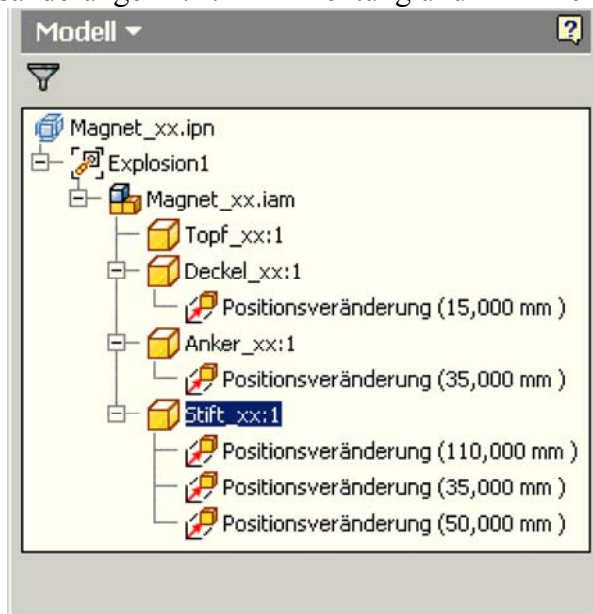 Modell
Magnet_xx.ipn
Explosion1
Magnet_xx.iam
Topf_xx:1
Deckel_xx:1
Positionsveränderung (15,000 mm )
Anker_xx:1
Positionsveränderung (35,000 mm )
Stift_xx:1
Positionsveränderung (110,000 mm )
Positionsveränderung (35,000 mm )
Positionsveränderung (50,000 mm )